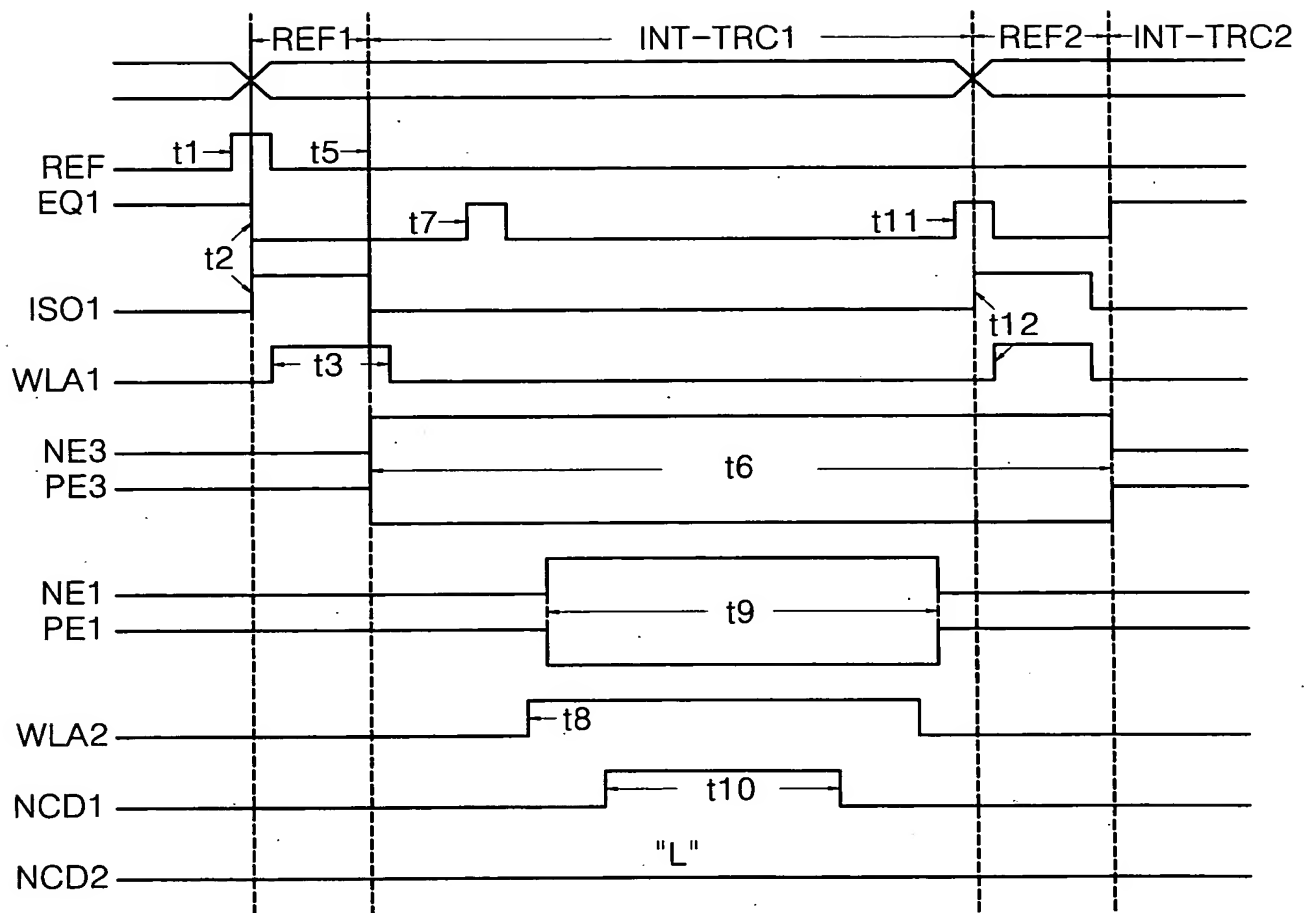 REF1 INT-TRC1 REF2 INT-TRC2
REF t1 t5
EQ1 t7 t11
t2
ISO1 t12
WLA1 t3
NE3
t6
PE3
NE1
t9
PE1
WLA2 t8
NCD1 t10
"L"
NCD2